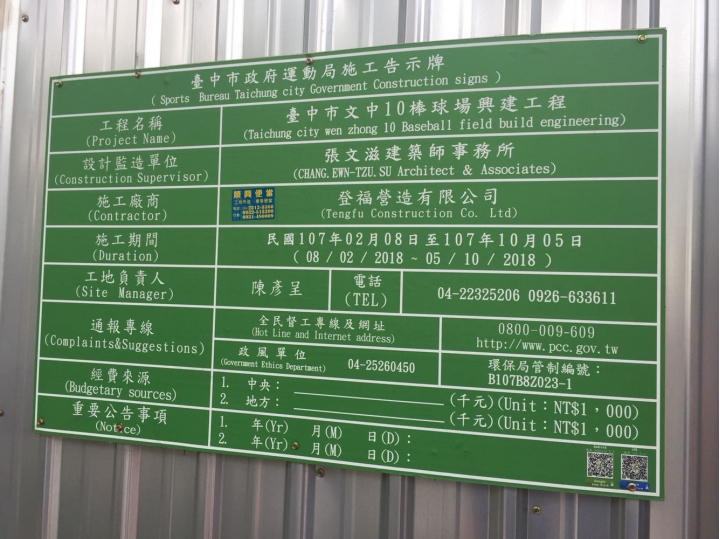 臺中市政府運動局施工告示牌
( Sports Bureau Taichung city Government Construction signs )
工程名稱
(Project Name)
臺中市文中10棒球場興建工程
(Taichung city wen zhong 10 Baseball field build engineering)
設計監造單位
(Construction Supervisor)
張文滋建築師事務所
(CHANG.EWN-TZU.SU Architect & Associates)
施工廠商
(Contractor)
登福營造有限公司
(Tengfu Construction Co. Ltd)
施工期間
(Duration)
民國107年02月08日至107年10月05日
( 08 / 02 / 2018 ~ 05 / 10 / 2018 )
工地負責人
(Site Manager)
陳彥呈
電話
(TEL)
04-22325206 0926-633611
通報專線
(Complaints&Suggestions)
全民督工專線及網址
(Hot Line and Internet address)
0800-009-609
http://www.pcc.gov.tw
政風單位
(Government Ethics Department)
04-25260450
環保局管制編號：
B107B8Z023-1
經費來源
(Budgetary sources)
1. 中央： (千元)(Unit：NT$1，000)
2. 地方： (千元)(Unit：NT$1，000)
重要公告事項
(Notice)
1. 年(Yr) 月(M) 日(D)：
2. 年(Yr) 月(M) 日(D)：